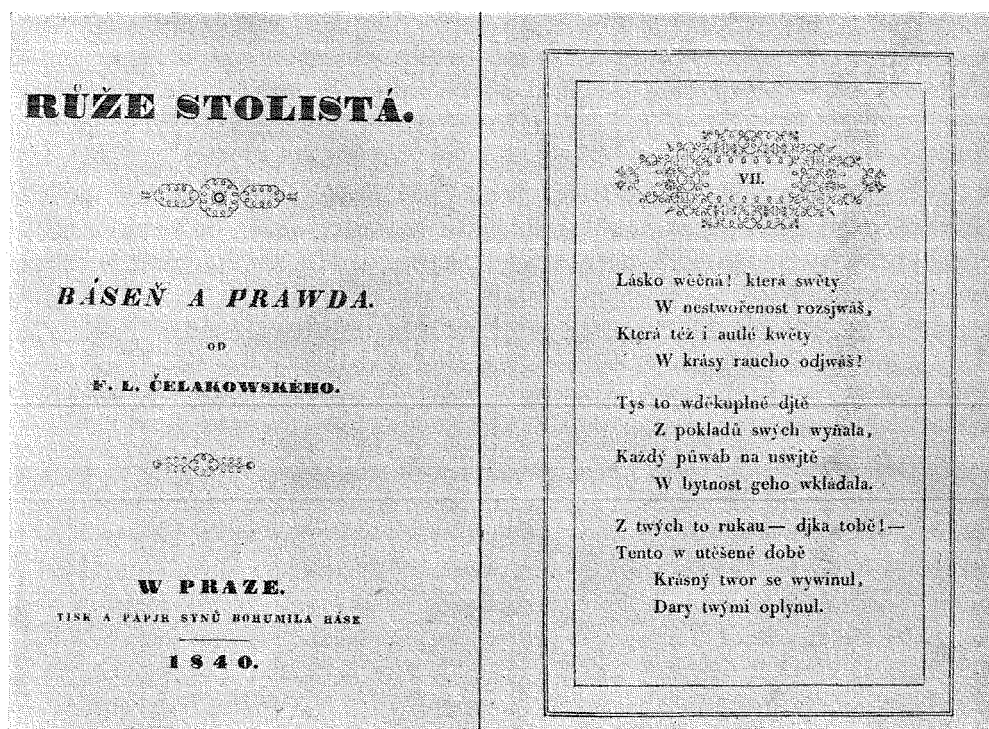 RŮŽE STOLISTÁ.
BÁSEŇ A PRAWDA.
OD
F. L. ČELAKOWSKÉHO.
W PRAZE.
TISK A PAPJR SYNŮ BOHUMILA HÁSE
1840.
VII.
Lásko wěčná! která swěty
W nestwořenost rozsjwáš,
Která též i autlé kwěty
W krásy raucho odjwáš!
Tys to wděkuplné djtě
Z pokladů swých wyňala,
Každý půwab na uswjtě
W bytnost geho wkládala.
Z twých to rukau — djka tobě! —
Tento w utěšené době
Krásný twor se wywinul,
Dary twými oplynul.